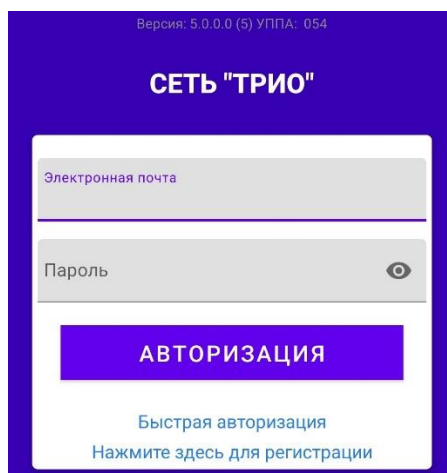 Версия: 5.0.0.0 (5) УППА: 054
СЕТЬ "ТРИО"
Электронная почта
Пароль
АВТОРИЗАЦИЯ
Быстрая авторизация
Нажмите здесь для регистрации